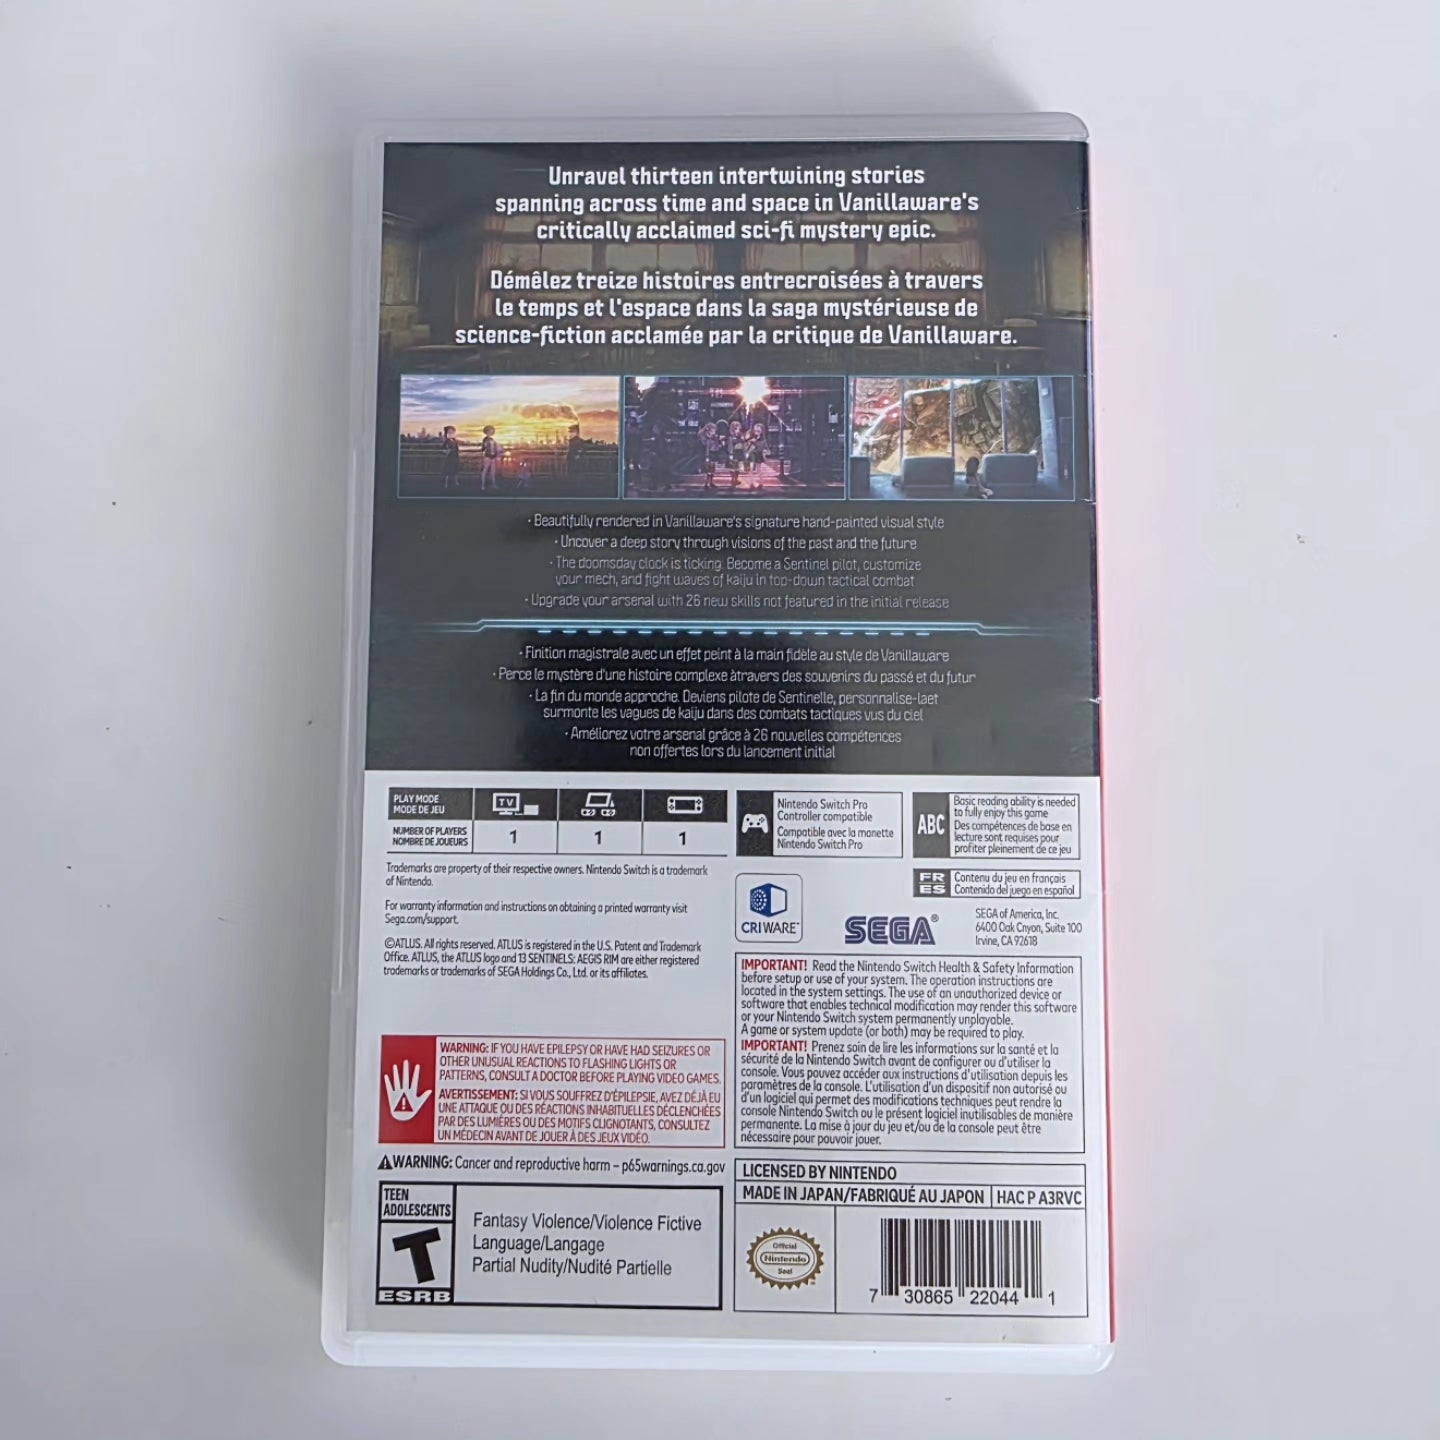 Unravel thirteen intertwining stories
spanning across time and space in Vanillaware's
critically acclaimed sci-fi mystery epic.
Démêlez treize histoires entrecroisées à travers
le temps et l'espace dans la saga mystérieuse de
science-fiction acclamée par la critique de Vanillaware.
· Beautifully rendered in Vanillaware's signature hand-painted visual style
· Uncover a deep story through visions of the past and the future
· The doomsday clock is ticking. Become a Sentinel pilot, customize
your mech, and fight waves of kaiju in top-down tactical combat
· Upgrade your arsenal with 26 new skills not featured in the initial release
· Finition magistrale avec un effet peint à la main fidèle au style de Vanillaware
· Perce le mystère d'une histoire complexe àtravers des souvenirs du passé et du futur
· La fin du monde approche. Deviens pilote de Sentinelle, personnalise-laet
surmonte les vagues de kaiju dans des combats tactiques vus du ciel
· Améliorez votre arsenal grâce à 26 nouvelles compétences
non offertes lors du lancement initial
PLAY MODE
MODE DE JEU
TV
NUMBER OF PLAYERS
NOMBRE DE JOUEURS
1 1 1
Nintendo Switch Pro
Controller compatible
Compatible avec la manette
Nintendo Switch Pro
ABC
Basic reading ability is needed
to fully enjoy this game
Des compétences de base en
lecture sont requises pour
profiter pleinement de ce jeu
FR Contenu du jeu en français
ES Contenido del juego en español
Trademarks are property of their respective owners. Nintendo Switch is a trademark
of Nintendo.
For warranty information and instructions on obtaining a printed warranty visit
Sega.com/support.
©ATLUS. All rights reserved. ATLUS is registered in the U.S. Patent and Trademark
Office. ATLUS, the ATLUS logo and 13 SENTINELS: AEGIS RIM are either registered
trademarks or trademarks of SEGA Holdings Co., Ltd. or its affiliates.
CRIWARE™
SEGA®
SEGA of America, Inc.
6400 Oak Cnyon, Suite 100
Irvine, CA 92618
IMPORTANT! Read the Nintendo Switch Health & Safety Information
before setup or use of your system. The operation instructions are
located in the system settings. The use of an unauthorized device or
software that enables technical modification may render this software
or your Nintendo Switch system permanently unplayable.
A game or system update (or both) may be required to play.
IMPORTANT! Prenez soin de lire les informations sur la santé et la
sécurité de la Nintendo Switch avant de configurer ou d'utiliser la
console. Vous pouvez accéder aux instructions d'utilisation depuis les
paramètres de la console. L'utilisation d'un dispositif non autorisé ou
d'un logiciel qui permet des modifications techniques peut rendre la
console Nintendo Switch ou le présent logiciel inutilisables de manière
permanente. La mise à jour du jeu et/ou de la console peut être
nécessaire pour pouvoir jouer.
WARNING: IF YOU HAVE EPILEPSY OR HAVE HAD SEIZURES OR
OTHER UNUSUAL REACTIONS TO FLASHING LIGHTS OR
PATTERNS, CONSULT A DOCTOR BEFORE PLAYING VIDEO GAMES.
AVERTISSEMENT: SI VOUS SOUFFREZ D'ÉPILEPSIE, AVEZ DÉJÀ EU
UNE ATTAQUE OU DES RÉACTIONS INHABITUELLES DÉCLENCHÉES
PAR DES LUMIÈRES OU DES MOTIFS CLIGNOTANTS, CONSULTEZ
UN MÉDECIN AVANT DE JOUER À DES JEUX VIDÉO.
WARNING: Cancer and reproductive harm – p65warnings.ca.gov
TEEN
ADOLESCENTS
T
ESRB
Fantasy Violence/Violence Fictive
Language/Langage
Partial Nudity/Nudité Partielle
LICENSED BY NINTENDO
MADE IN JAPAN/FABRIQUÉ AU JAPON HAC P A3RVC
Official
Nintendo
Seal
7 30865 22044 1